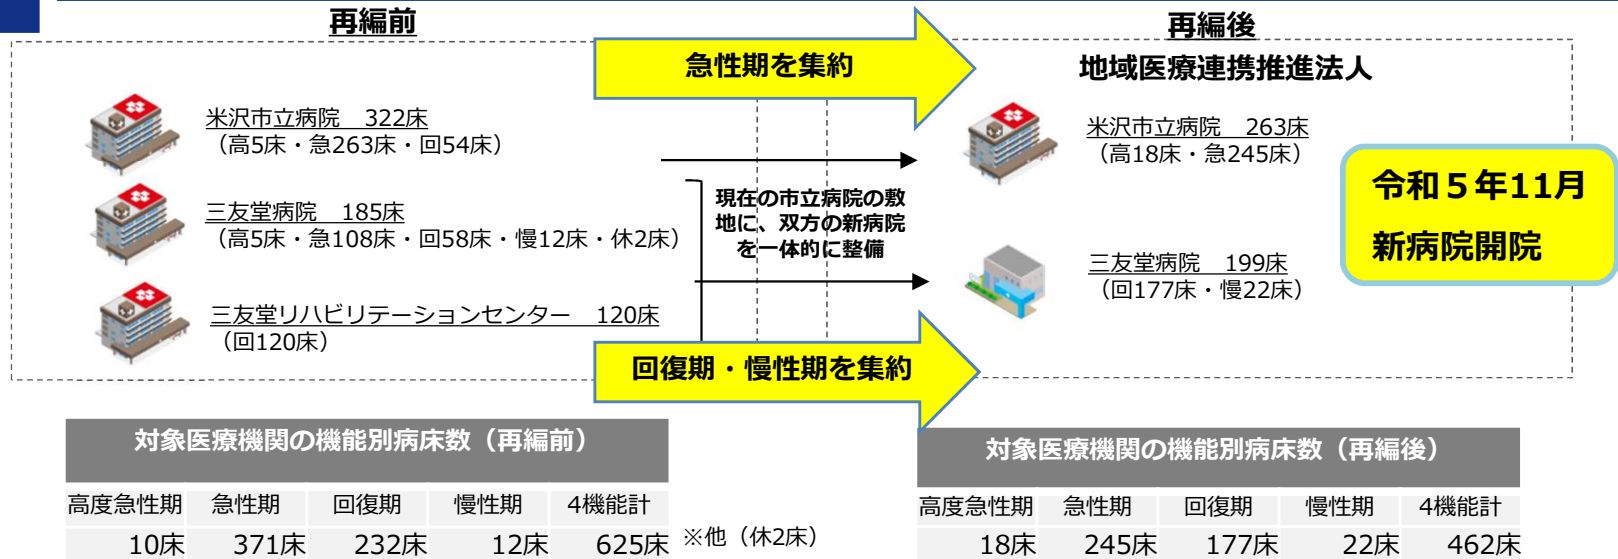 再編前
再編後
急性期を集約
地域医療連携推進法人
米沢市立病院 322床
（高5床・急263床・回54床）
三友堂病院 185床
（高5床・急108床・回58床・慢12床・休2床）
三友堂リハビリテーションセンター 120床
（回120床）
現在の市立病院の敷
地に、双方の新病院
を一体的に整備
米沢市立病院 263床
（高18床・急245床）
三友堂病院 199床
（回177床・慢22床）
令和５年11月
新病院開院
回復期・慢性期を集約
対象医療機関の機能別病床数（再編前）
高度急性期 急性期 回復期 慢性期 4機能計
10床 371床 232床 12床 625床
※他（休2床）
対象医療機関の機能別病床数（再編後）
高度急性期 急性期 回復期 慢性期 4機能計
18床 245床 177床 22床 462床